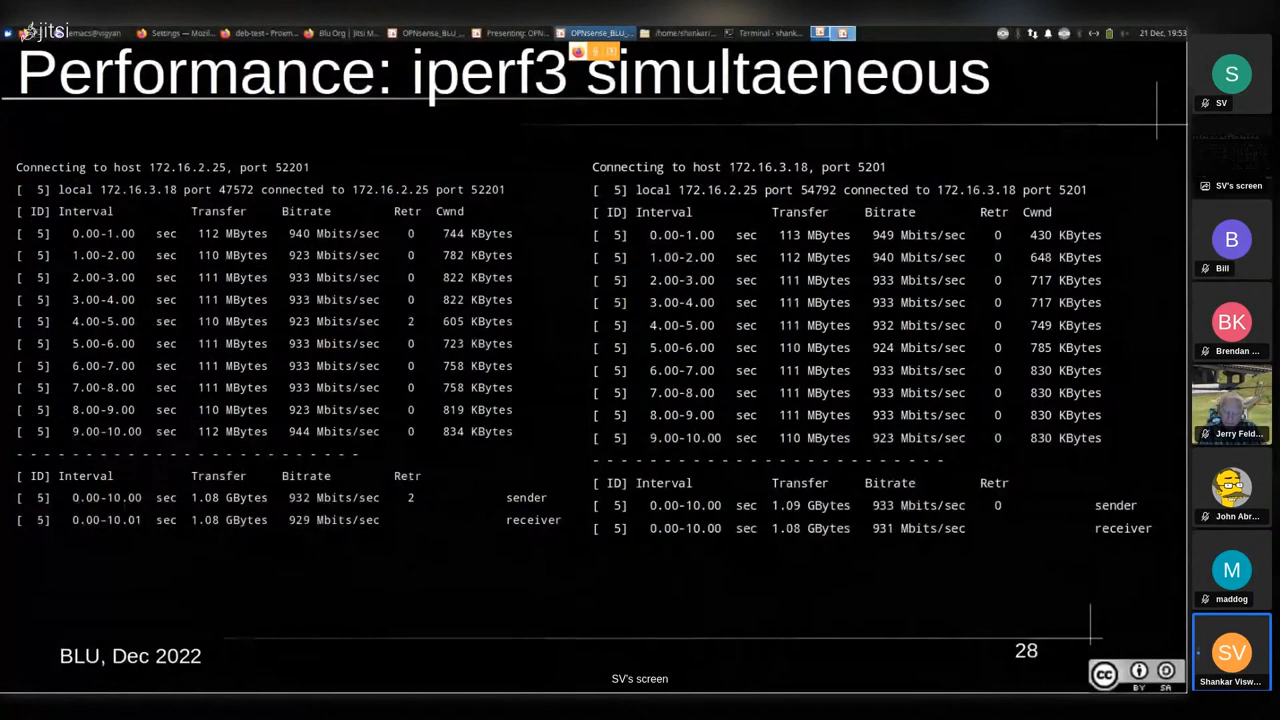 jitsi
emacs@vigyan
Settings — Mozil...
deb-test - Proxm...
Blu Org | Jitsi M...
OPNsense_BLU_...
Presenting: OPN...
OPNsense_BLU_...
/home/shankar/...
Terminal - shank...
21 Dec, 19:53
Performance: iperf3 simultaeneous
Connecting to host 172.16.2.25, port 52201
[  5] local 172.16.3.18 port 47572 connected to 172.16.2.25 port 52201
[ ID] Interval Transfer Bitrate Retr Cwnd
[  5] 0.00-1.00 sec 112 MBytes 940 Mbits/sec 0 744 KBytes
[  5] 1.00-2.00 sec 110 MBytes 923 Mbits/sec 0 782 KBytes
[  5] 2.00-3.00 sec 111 MBytes 933 Mbits/sec 0 822 KBytes
[  5] 3.00-4.00 sec 111 MBytes 933 Mbits/sec 0 822 KBytes
[  5] 4.00-5.00 sec 110 MBytes 923 Mbits/sec 2 605 KBytes
[  5] 5.00-6.00 sec 111 MBytes 933 Mbits/sec 0 723 KBytes
[  5] 6.00-7.00 sec 111 MBytes 933 Mbits/sec 0 758 KBytes
[  5] 7.00-8.00 sec 111 MBytes 933 Mbits/sec 0 758 KBytes
[  5] 8.00-9.00 sec 110 MBytes 923 Mbits/sec 0 819 KBytes
[  5] 9.00-10.00 sec 112 MBytes 944 Mbits/sec 0 834 KBytes
- - - - - - - - - - - - - - - - - - - - - - - - -
[ ID] Interval Transfer Bitrate Retr
[  5] 0.00-10.00 sec 1.08 GBytes 932 Mbits/sec 2 sender
[  5] 0.00-10.01 sec 1.08 GBytes 929 Mbits/sec receiver
Connecting to host 172.16.3.18, port 5201
[  5] local 172.16.2.25 port 54792 connected to 172.16.3.18 port 5201
[ ID] Interval Transfer Bitrate Retr Cwnd
[  5] 0.00-1.00 sec 113 MBytes 949 Mbits/sec 0 430 KBytes
[  5] 1.00-2.00 sec 112 MBytes 940 Mbits/sec 0 648 KBytes
[  5] 2.00-3.00 sec 111 MBytes 933 Mbits/sec 0 717 KBytes
[  5] 3.00-4.00 sec 111 MBytes 933 Mbits/sec 0 717 KBytes
[  5] 4.00-5.00 sec 111 MBytes 932 Mbits/sec 0 749 KBytes
[  5] 5.00-6.00 sec 110 MBytes 924 Mbits/sec 0 785 KBytes
[  5] 6.00-7.00 sec 111 MBytes 933 Mbits/sec 0 830 KBytes
[  5] 7.00-8.00 sec 111 MBytes 933 Mbits/sec 0 830 KBytes
[  5] 8.00-9.00 sec 111 MBytes 933 Mbits/sec 0 830 KBytes
[  5] 9.00-10.00 sec 110 MBytes 923 Mbits/sec 0 830 KBytes
- - - - - - - - - - - - - - - - - - - - - - - - -
[ ID] Interval Transfer Bitrate Retr
[  5] 0.00-10.00 sec 1.09 GBytes 933 Mbits/sec 0 sender
[  5] 0.00-10.00 sec 1.08 GBytes 931 Mbits/sec receiver
BLU, Dec 2022
28
cc
BY SA
SV's screen
S
SV
SV's screen
B
Bill
BK
Brendan ...
Jerry Feld...
John Abr...
M
maddog
SV
Shankar Visw...